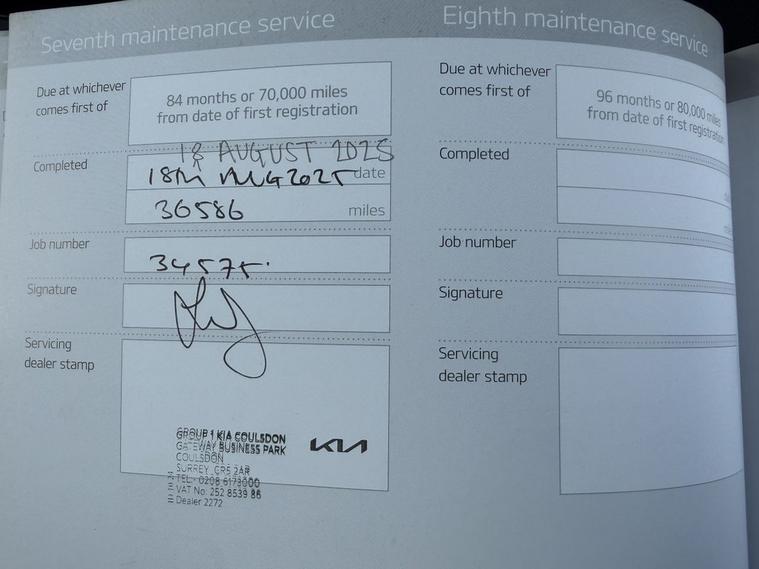 Seventh maintenance service
Due at whichever
comes first of
84 months or 70,000 miles
from date of first registration
Completed
18 AUGUST 2025
18th AUG 2025 date
36586 miles
Job number
34575.
Signature
Servicing
dealer stamp
GROUP 1 KIA COULSDON
GATEWAY BUSINESS PARK
COULSDON
SURREY CR5 2AR
TEL: 0208 6173000
VAT No: 252 8539 86
Dealer 2272
KIA
Eighth maintenance service
Due at whichever
comes first of
96 months or 80,000 miles
from date of first registration
Completed
Job number
Signature
Servicing
dealer stamp